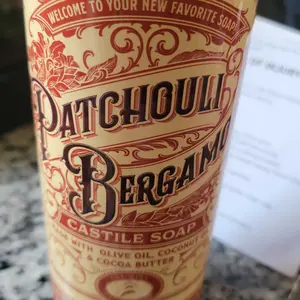 WELCOME TO YOUR NEW FAVORITE SOAP
PATCHOULI
BERGAMO
CASTILE SOAP
WITH OLIVE OIL, COCONUT
& COCOA BUTTER